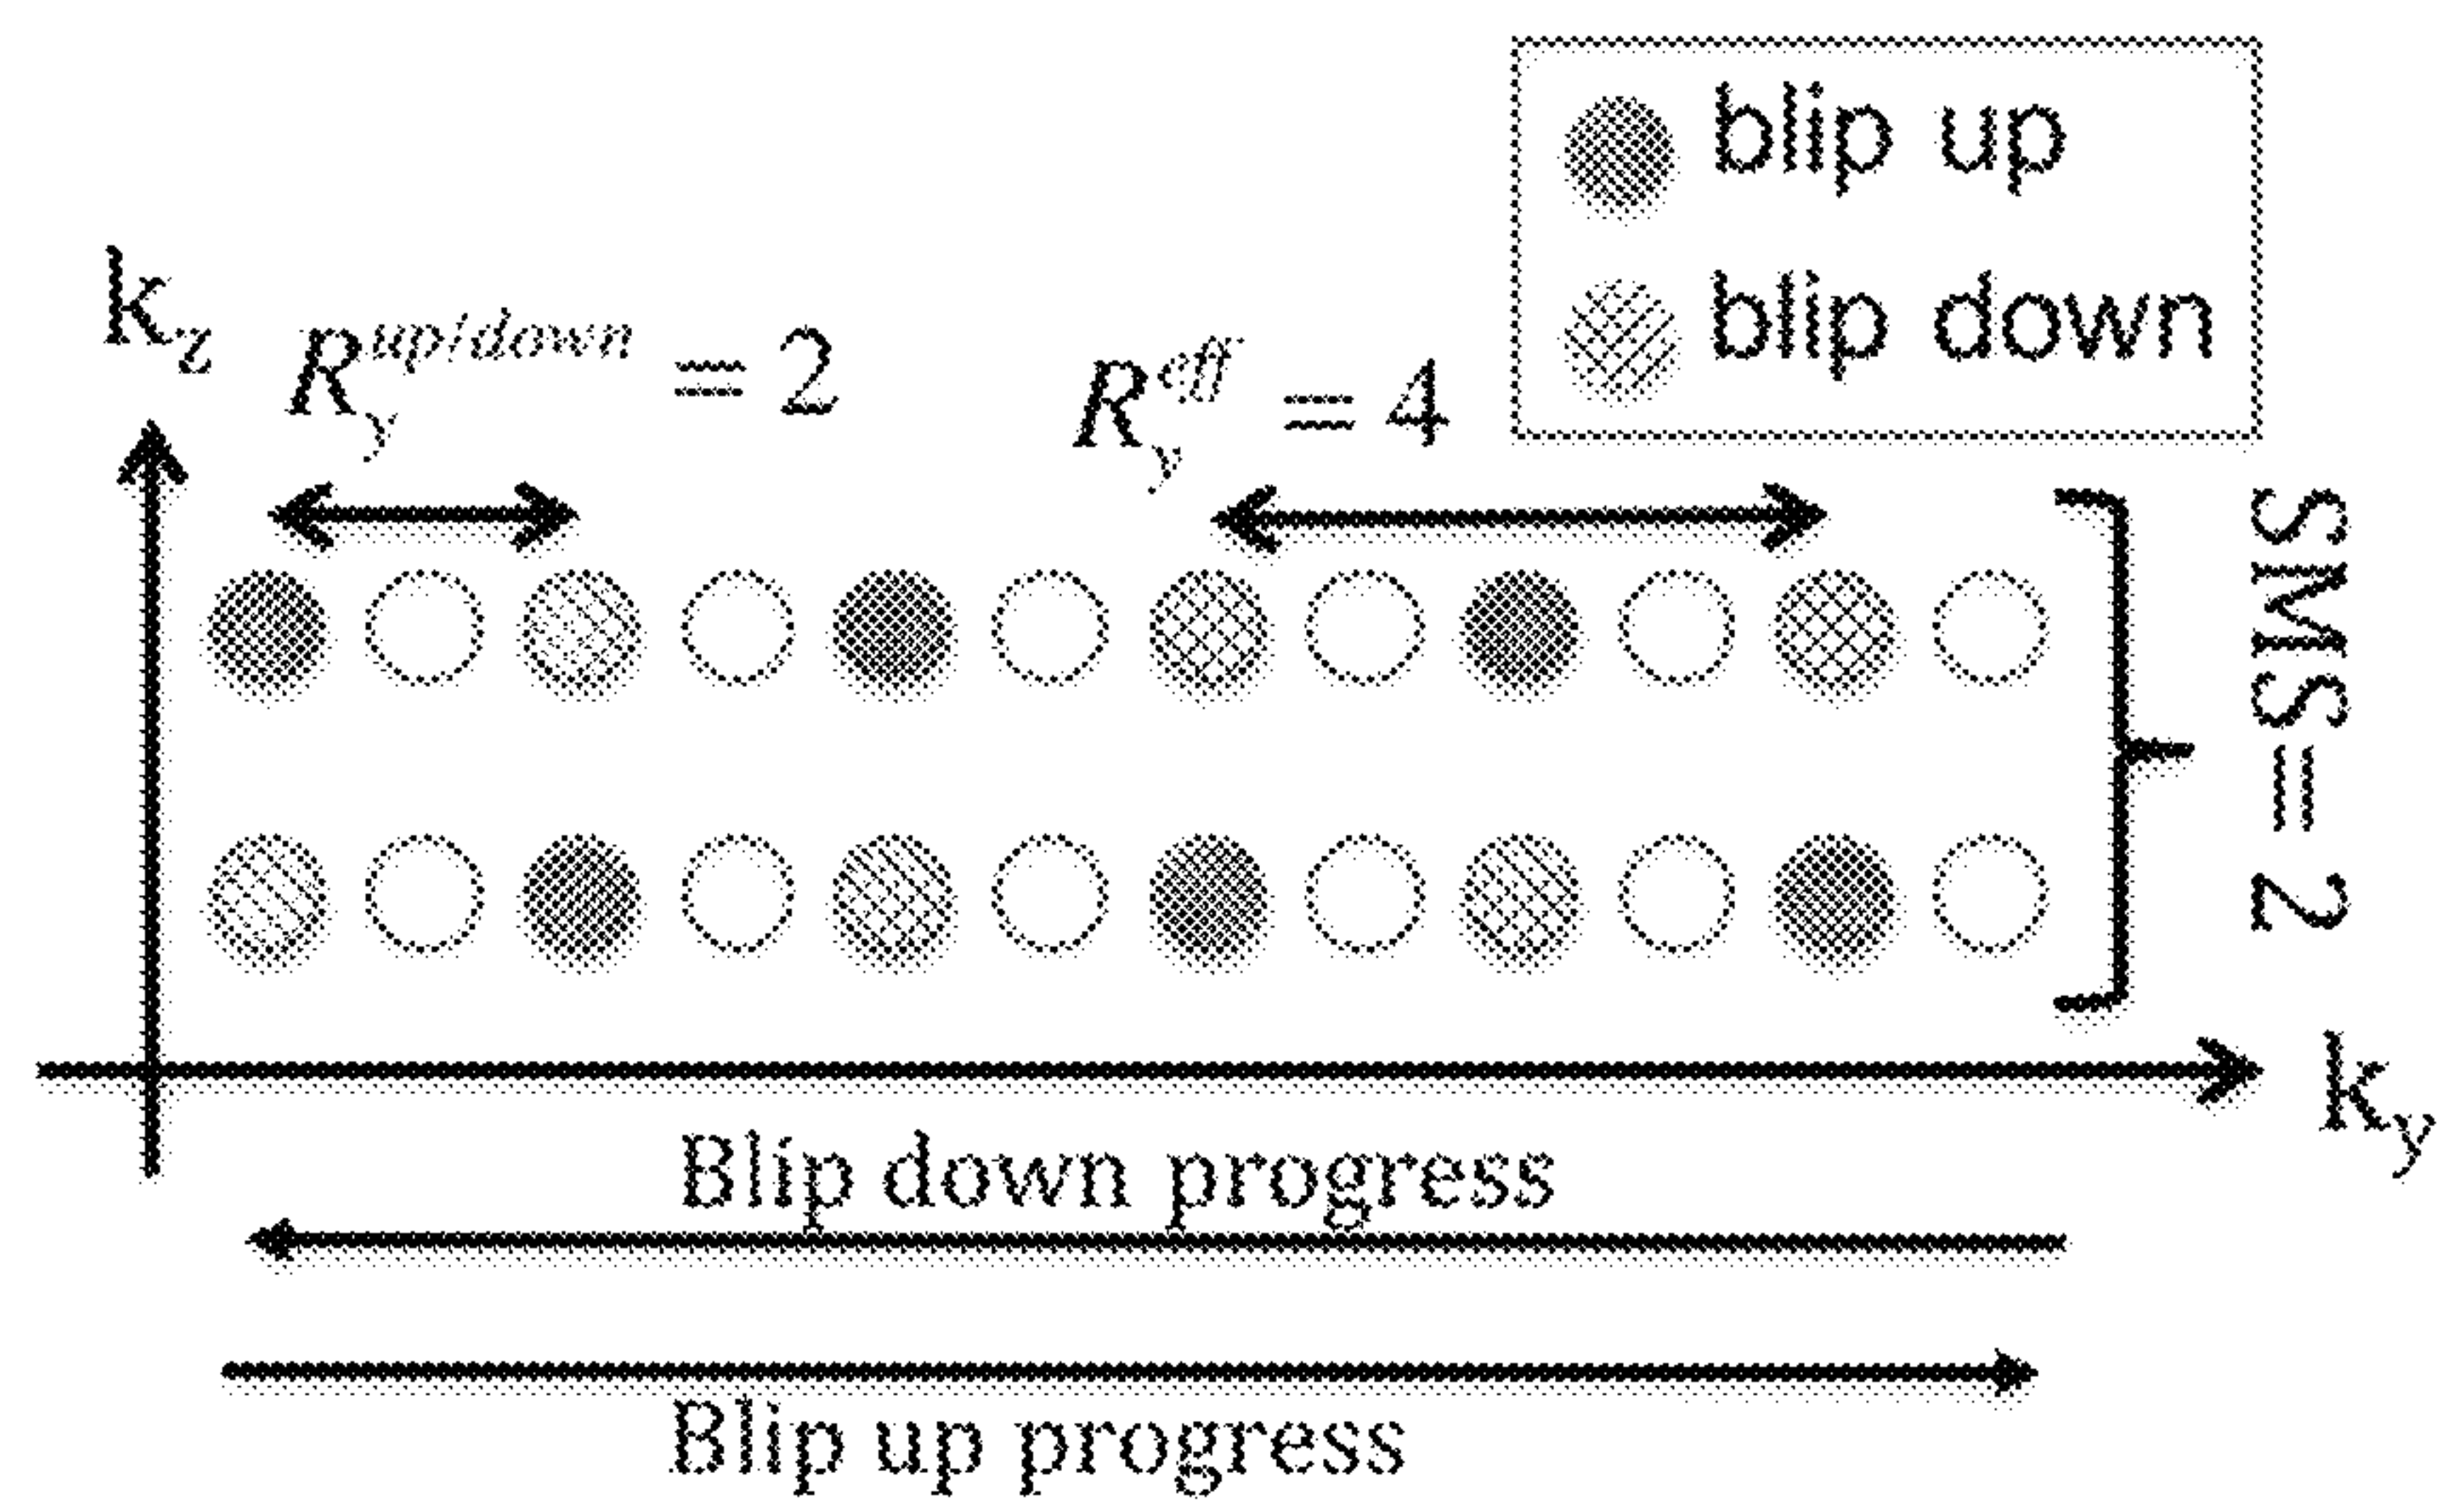 blip up
blip down
k_z
R_y^{up/down} = 2
R_y^{eff} = 4
SMS= 2
k_y
Blip down progress
Blip up progress